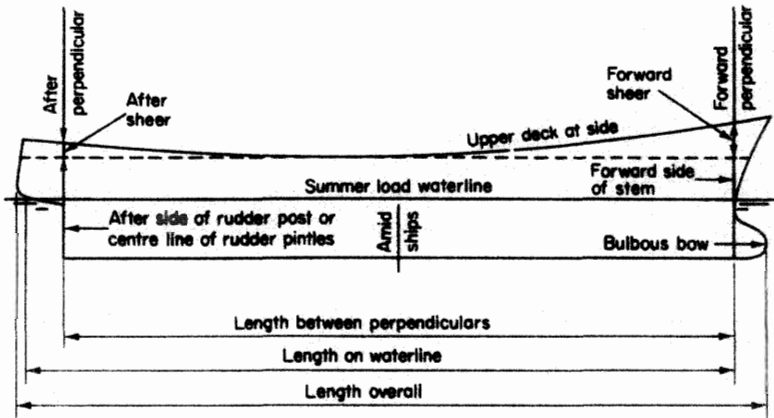 After
perpendicular
After
sheer
Forward
sheer
Forward
perpendicular
Upper deck at side
Summer load waterline
Forward side
of stem
After side of rudder post or
centre line of rudder pintles
Amid
ships
Bulbous bow
Length between perpendiculars
Length on waterline
Length overall